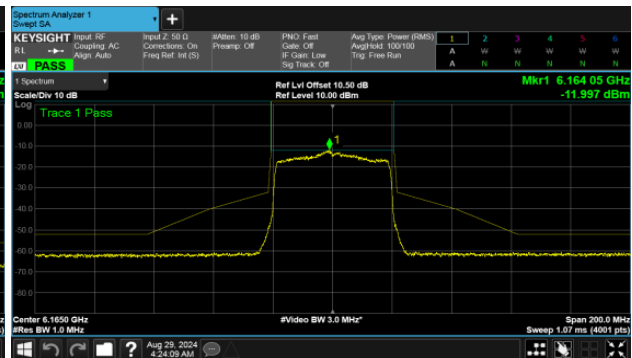 Spectrum Analyzer 1
Swept SA
+
KEYSIGHT Input: RF Input Z: 50 Ω #Atten: 10 dB PNO: Fast Avg Type: Power (RMS) 1 2 3 4 5 6
RL Coupling: AC Corrections: On Preamp: Off Gate: Off Avg|Hold: 100/100 A W W W W W
Align: Auto Freq Ref: Int (S) IF Gain: Low Trig: Free Run
LXI PASS Sig Track: Off A N N N N N
1 Spectrum Ref Lvl Offset 10.50 dB Mkr1 6.164 05 GHz
Scale/Div 10 dB Ref Level 10.00 dBm -11.997 dBm
Log
Trace 1 Pass
0.00
-10.0
1
-20.0
-30.0
-40.0
-50.0
-60.0
-70.0
-80.0
Center 6.1650 GHz #Video BW 3.0 MHz* Span 200.0 MHz
#Res BW 1.0 MHz Sweep 1.07 ms (4001 pts)
? Aug 29, 2024
4:24:09 AM